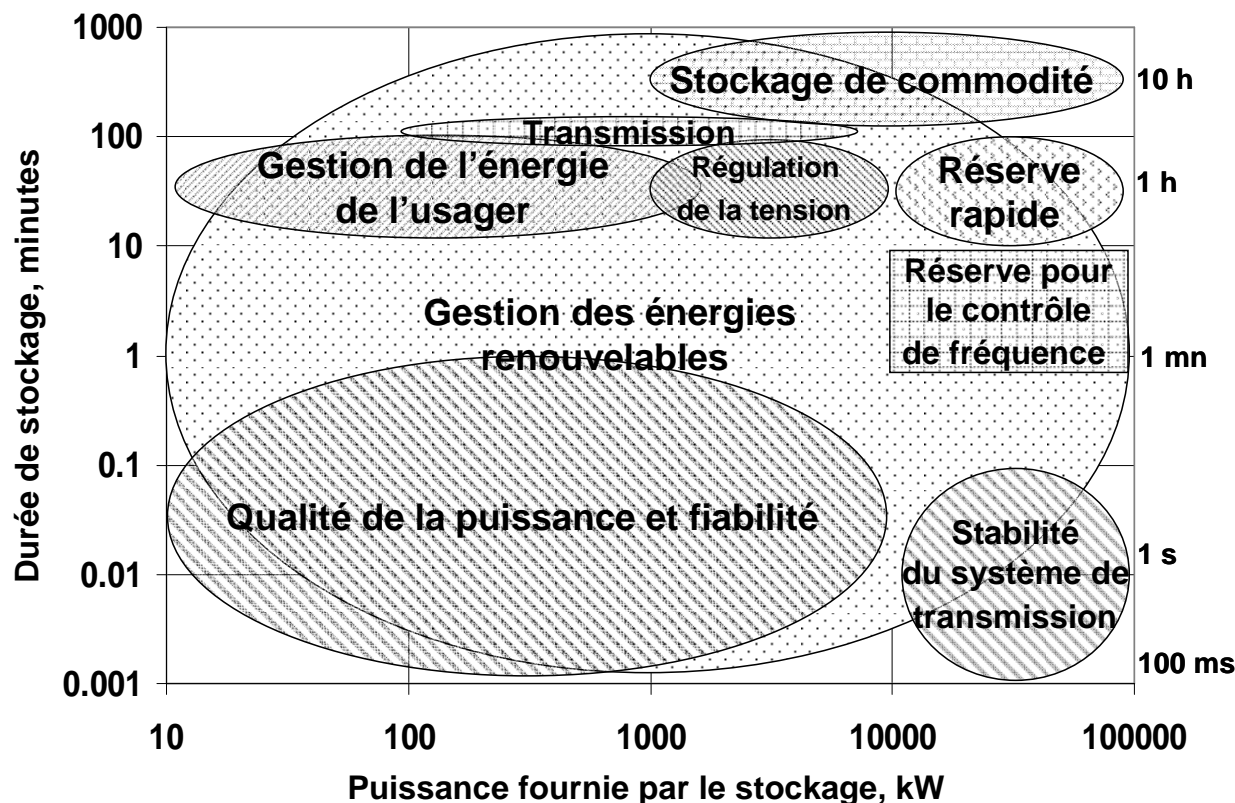 1000
100
10
1
0.1
0.01
0.001
Durée de stockage, minutes
Stockage de commodité
Transmission
Gestion de l'énergie
de l'usager
Régulation
de la tension
Réserve
rapide
Réserve pour
le contrôle
de fréquence
Gestion des énergies
renouvelables
Qualité de la puissance et fiabilité
Stabilité
du système de
transmission
10 h
1 h
1 mn
1 s
100 ms
10
100
1000
10000
100000
Puissance fournie par le stockage, kW